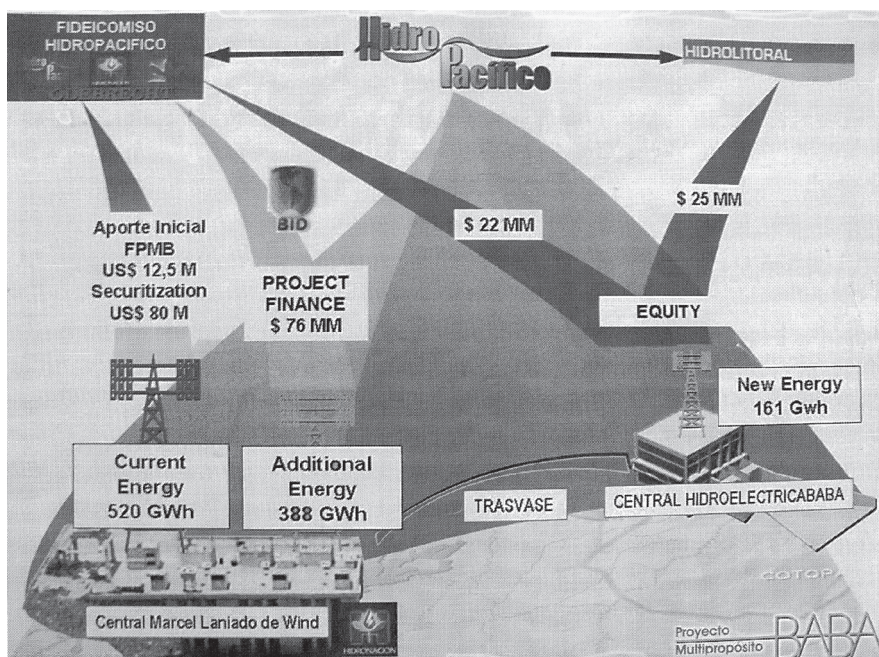 FIDEICOMISO
HIDROPACIFICO
ODEBRECHT
Hidro
Pacífico
HIDROLITORAL
BID
Aporte Inicial
FPMB
US$ 12,5 M
Securitization
US$ 80 M
PROJECT
FINANCE
$ 76 MM
$ 22 MM
$ 25 MM
EQUITY
New Energy
161 Gwh
Current
Energy
520 GWh
Additional
Energy
388 GWh
TRASVASE
CENTRAL HIDROELECTRICABABA
COTOP
Central Marcel Laniado de Wind
HIDRONACION
Proyecto
Multipropósito
BABA